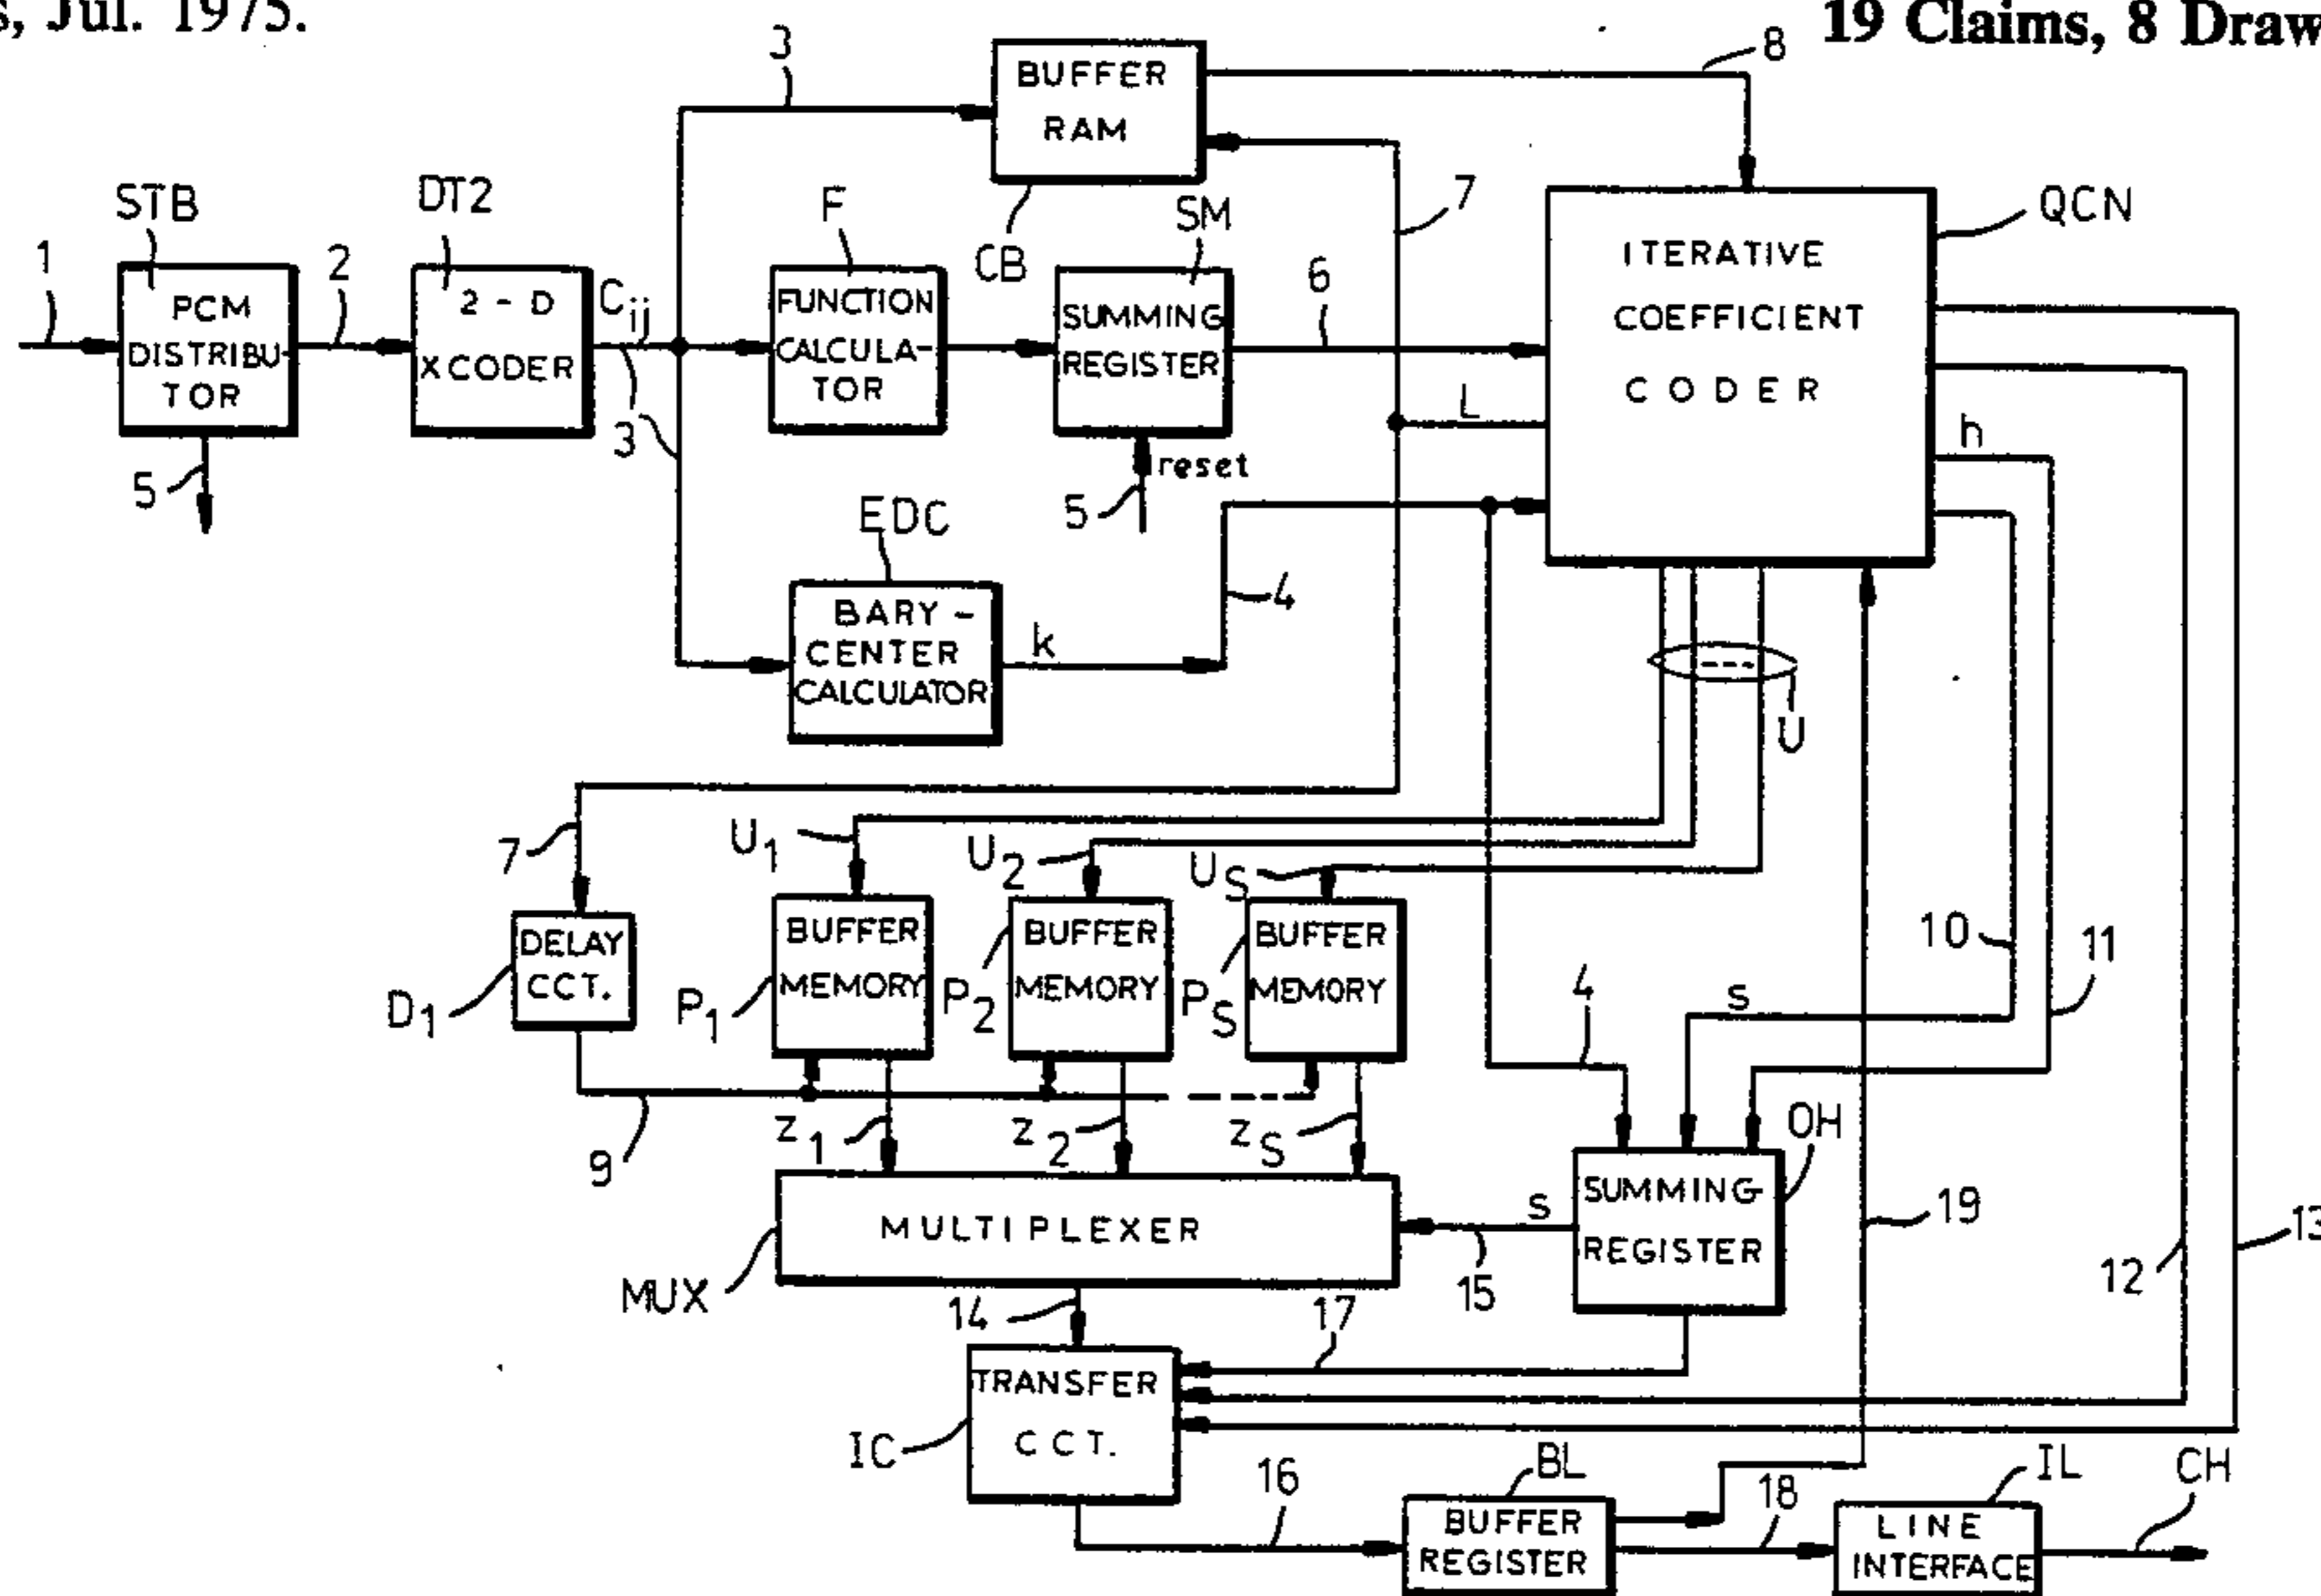 s, Jul. 1975.
19 Claims, 8 Draw
3
BUFFER
RAM
8
STB
DT2
F
CB
SM
7
QCN
1
PCM
DISTRIBU-
TOR
2
2 - D
XCODER
Cij
3
FUNCTION
CALCULA-
TOR
SUMMING
REGISTER
6
ITERATIVE
COEFFICIENT
CODER
L
h
5
reset
5
EDC
BARY-
CENTER
CALCULATOR
k
4
U
7
U1
U2
US
DELAY
CCT.
D1
BUFFER
MEMORY
P1
BUFFER
MEMORY
P2
BUFFER
MEMORY
PS
10
11
4
s
9
z1
z2
zS
OH
MULTIPLEXER
MUX
s
15
SUMMING
REGISTER
19
12
13
14
17
TRANSFER
CCT.
IC
16
BL
BUFFER
REGISTER
18
IL
LINE
INTERFACE
CH